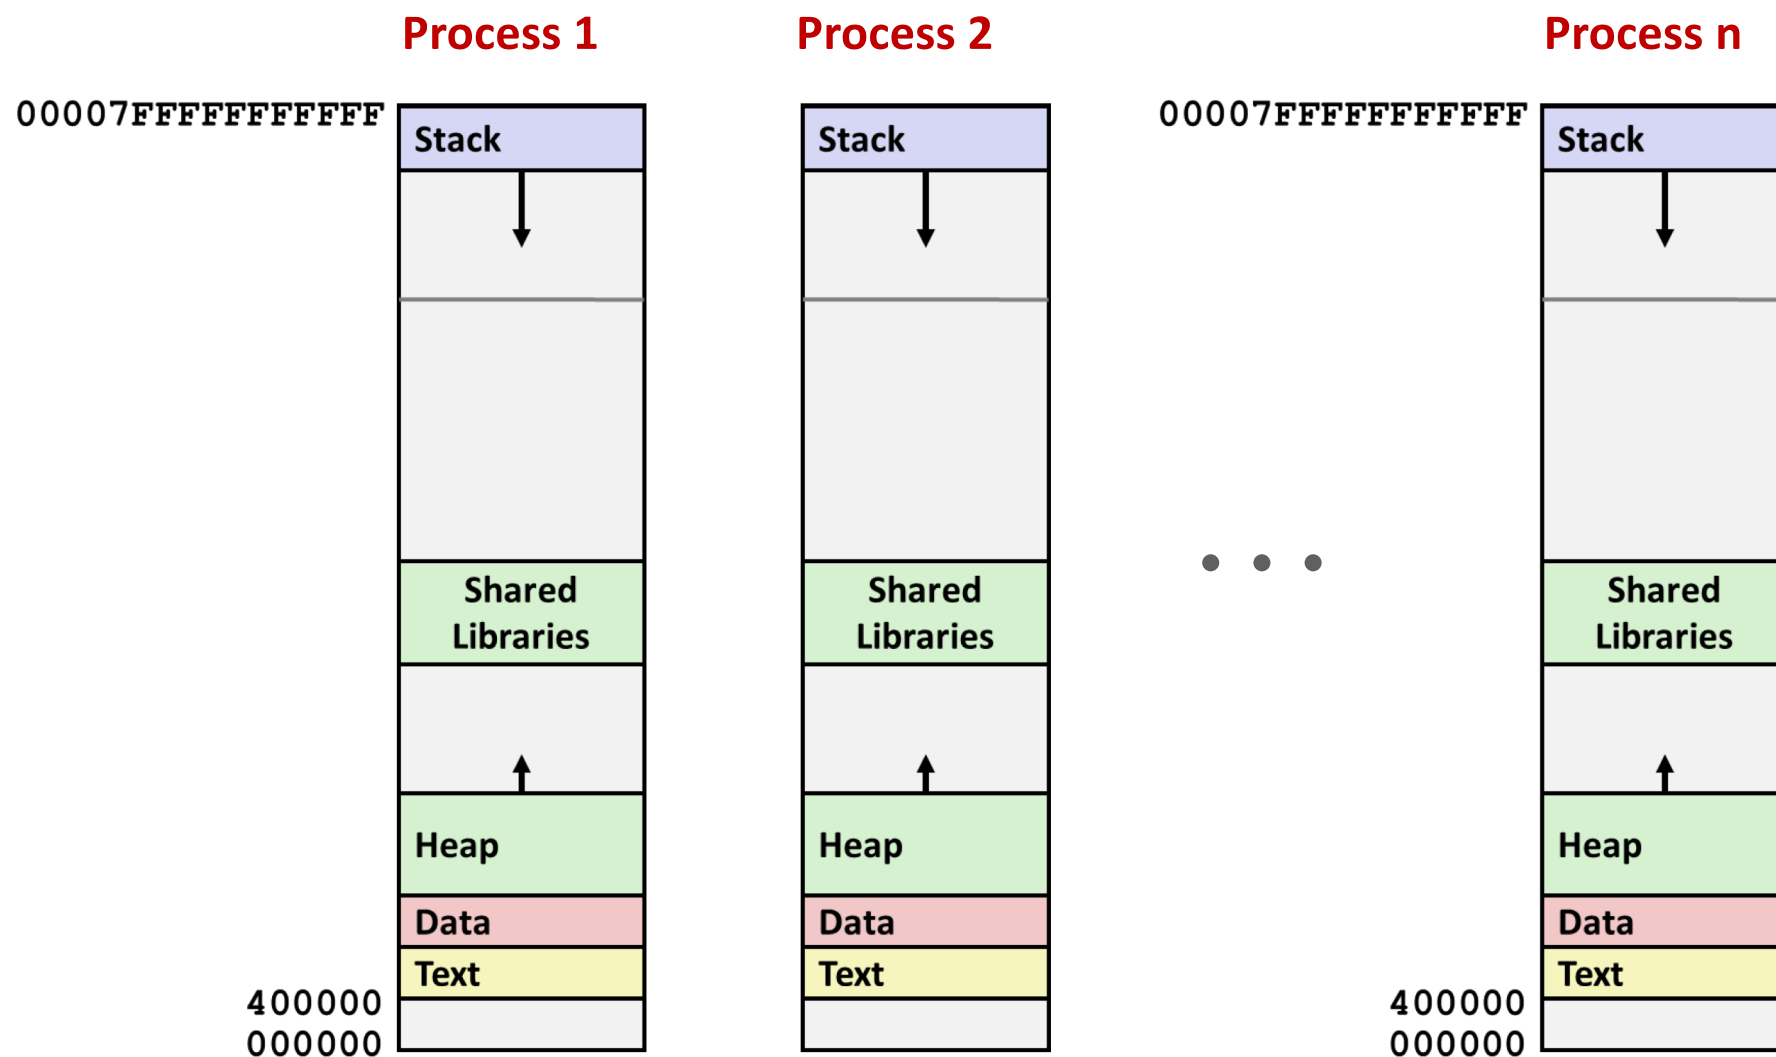 Process 1
Process 2
Process n
00007FFFFFFFFFFF
Stack
Stack
00007FFFFFFFFFFF
Stack
Shared
Libraries
Shared
Libraries
Shared
Libraries
Heap
Heap
Heap
Data
Data
Data
Text
Text
Text
400000
400000
000000
000000